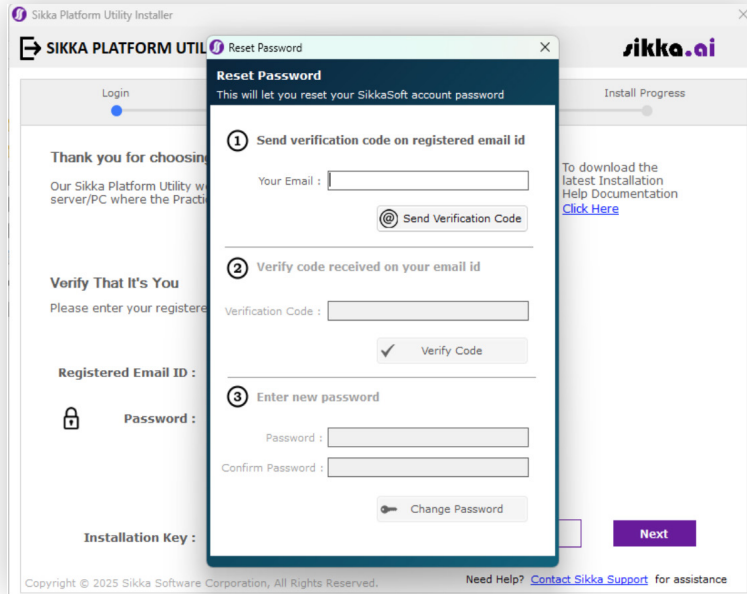 Sikka Platform Utility Installer
SIKKA PLATFORM UTIL
sikka.ai
Login
Install Progress
Thank you for choosing
Our Sikka Platform Utility w
server/PC where the Practi
To download the
latest Installation
Help Documentation
Click Here
Verify That It's You
Please enter your registere
Registered Email ID :
Password :
Installation Key :
Next
Copyright © 2025 Sikka Software Corporation, All Rights Reserved.
Need Help? Contact Sikka Support for assistance
Reset Password
Reset Password
This will let you reset your SikkaSoft account password
1 Send verification code on registered email id
Your Email :
@ Send Verification Code
2 Verify code received on your email id
Verification Code :
Verify Code
3 Enter new password
Password :
Confirm Password :
Change Password